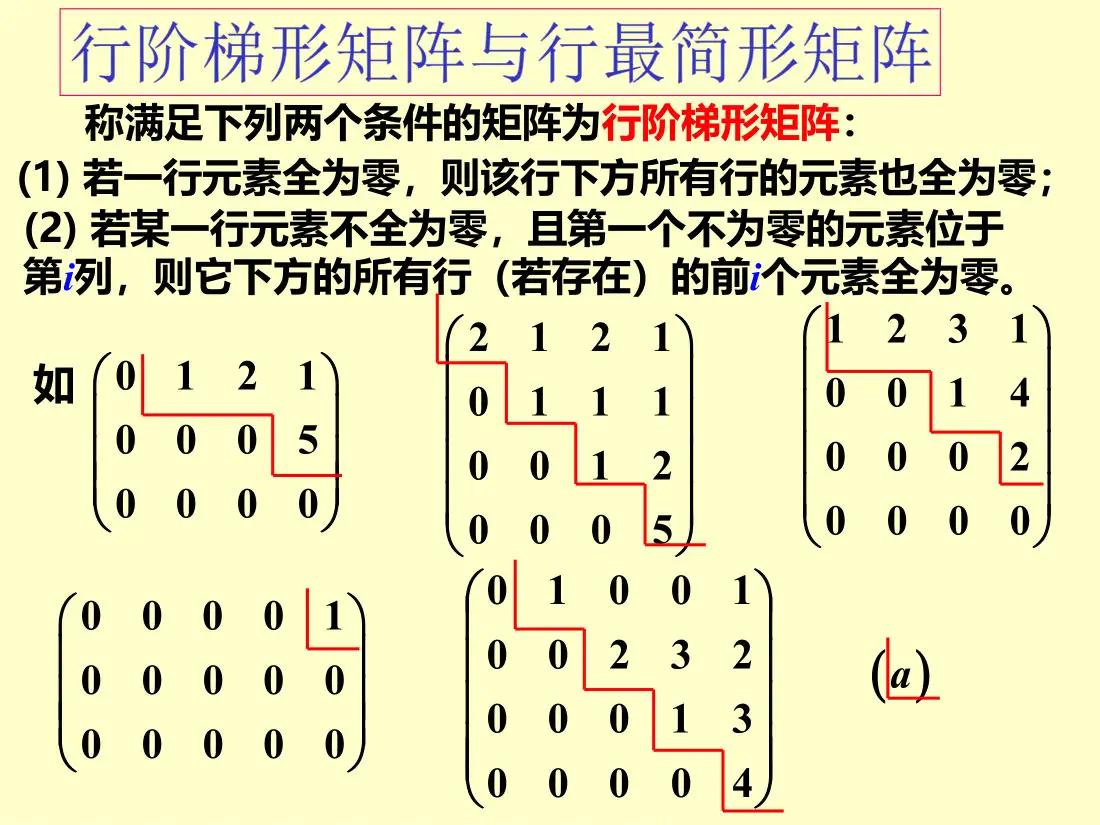 行阶梯形矩阵与行最简形矩阵
称满足下列两个条件的矩阵为行阶梯形矩阵：
(1) 若一行元素全为零，则该行下方所有行的元素也全为零；
(2) 若某一行元素不全为零，且第一个不为零的元素位于
第i列，则它下方的所有行（若存在）的前i个元素全为零。
如
0 1 2 1
0 0 0 5
0 0 0 0
2 1 2 1
0 1 1 1
0 0 1 2
0 0 0 5
1 2 3 1
0 0 1 4
0 0 0 2
0 0 0 0
0 0 0 0 1
0 0 0 0 0
0 0 0 0 0
0 1 0 0 1
0 0 2 3 2
0 0 0 1 3
0 0 0 0 4
(a)